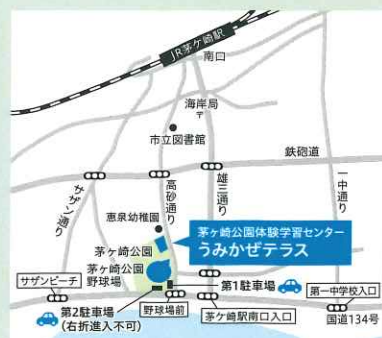 JR茅ケ崎駅
南口
海岸局
〒
市立図書館
鉄砲道
サザン通り
高砂通り
雄三通り
一中通り
恵泉幼稚園
茅ヶ崎公園体験学習センター
うみかぜテラス
茅ヶ崎公園
茅ヶ崎公園
野球場
サザンビーチ
第1駐車場
第一中学校入口
第2駐車場
(右折進入不可)
野球場前
茅ヶ崎駅南口入口
国道134号